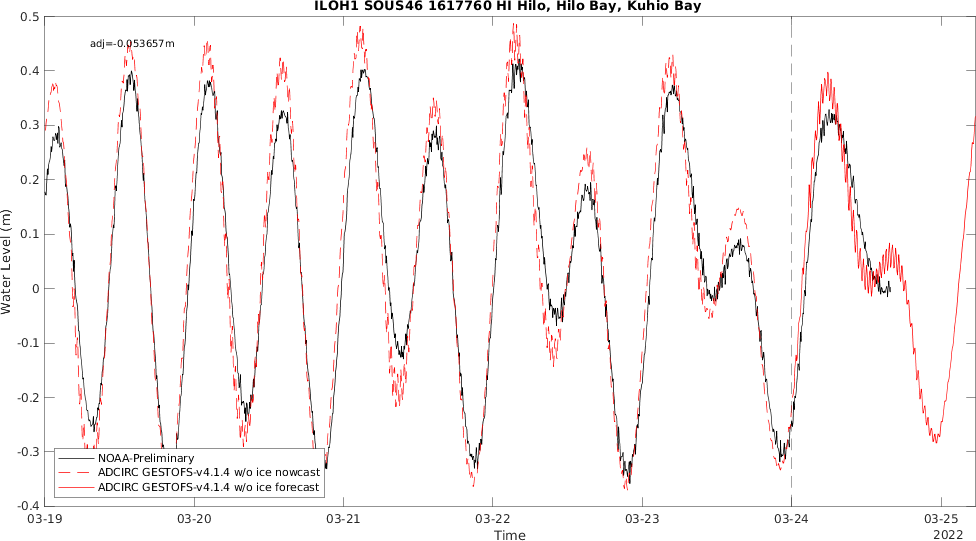 ILOH1 SOUS46 1617760 HI Hilo, Hilo Bay, Kuhio Bay
adj=-0.053657m
0.5
0.4
0.3
0.2
0.1
0
-0.1
-0.2
-0.3
-0.4
Water Level (m)
NOAA-Preliminary
ADCIRC GESTOFS-v4.1.4 w/o ice nowcast
ADCIRC GESTOFS-v4.1.4 w/o ice forecast
03-19 03-20 03-21 03-22 03-23 03-24 03-25
Time
2022